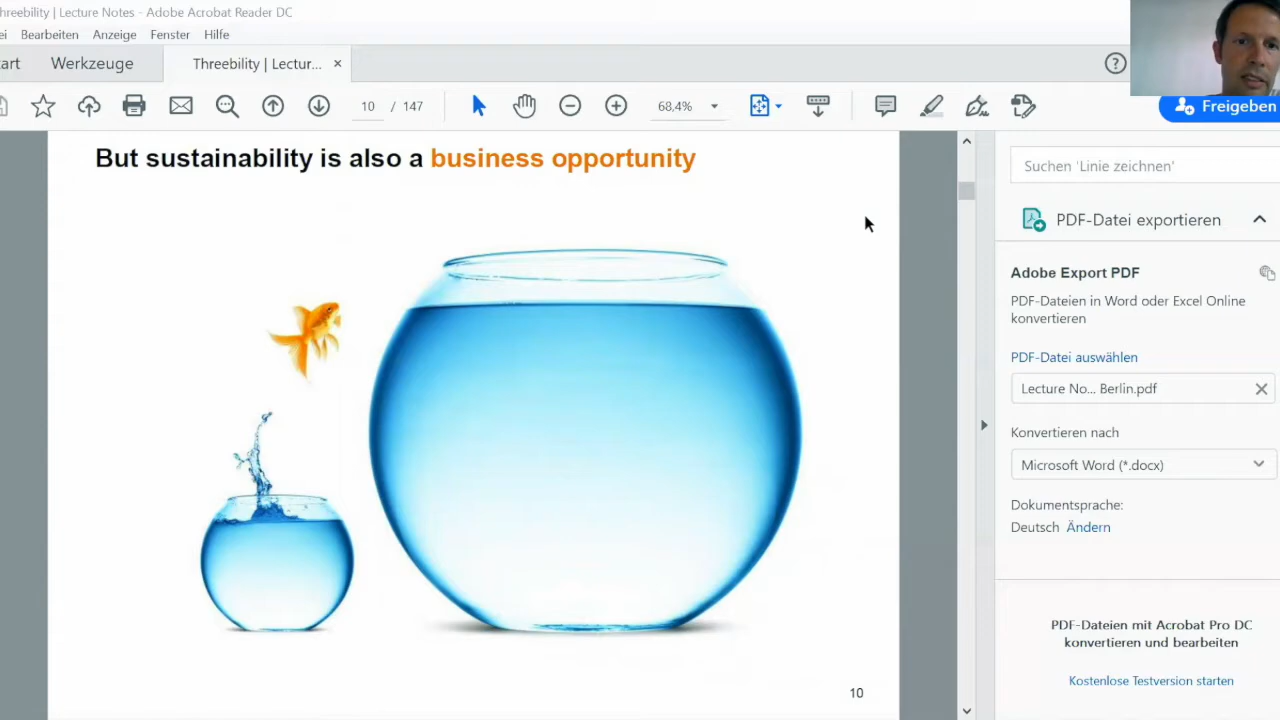 hreebility | Lecture Notes - Adobe Acrobat Reader DC
ei Bearbeiten Anzeige Fenster Hilfe
art Werkzeuge Threebility | Lectur... ×
10 / 147 68,4% Freigeben
But sustainability is also a business opportunity
Suchen 'Linie zeichnen'
PDF-Datei exportieren
Adobe Export PDF
PDF-Dateien in Word oder Excel Online
konvertieren
PDF-Datei auswählen
Lecture No... Berlin.pdf
Konvertieren nach
Microsoft Word (*.docx)
Dokumentsprache:
Deutsch Ändern
PDF-Dateien mit Acrobat Pro DC
konvertieren und bearbeiten
Kostenlose Testversion starten
10